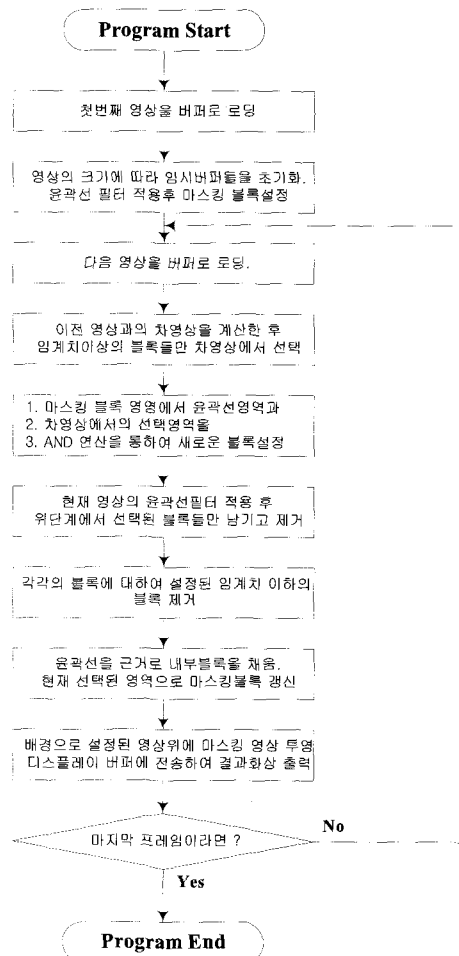 Program Start
첫번째 영상을 버퍼로 로딩
영상의 크기에 따라 임시버퍼들을 초기화.
윤곽선 필터 적용후 마스킹 블록설정
다음 영상을 버퍼로 로딩.
이전 영상과의 차영상을 계산한 후
임계치이상의 블록들만 차영상에서 선택
1. 마스킹 블록 영영에서 윤곽선영역과
2. 차영상에서의 선택영역을
3. AND 연산을 통하여 새로운 블록설정
현재 영상의 윤곽선필터 적용 후
위단계에서 선택된 블록들만 남기고 제거
각각의 블록에 대하여 설정된 임계치 이하의
블록 제거
윤곽선을 근거로 내부블록을 채움.
현재 선택된 영역으로 마스킹블록 갱신
배경으로 설정된 영상위에 마스킹 영상 투영
디스플레이 버퍼에 전송하여 결과화상 출력
마지막 프레임이라면 ?
No
Yes
Program End